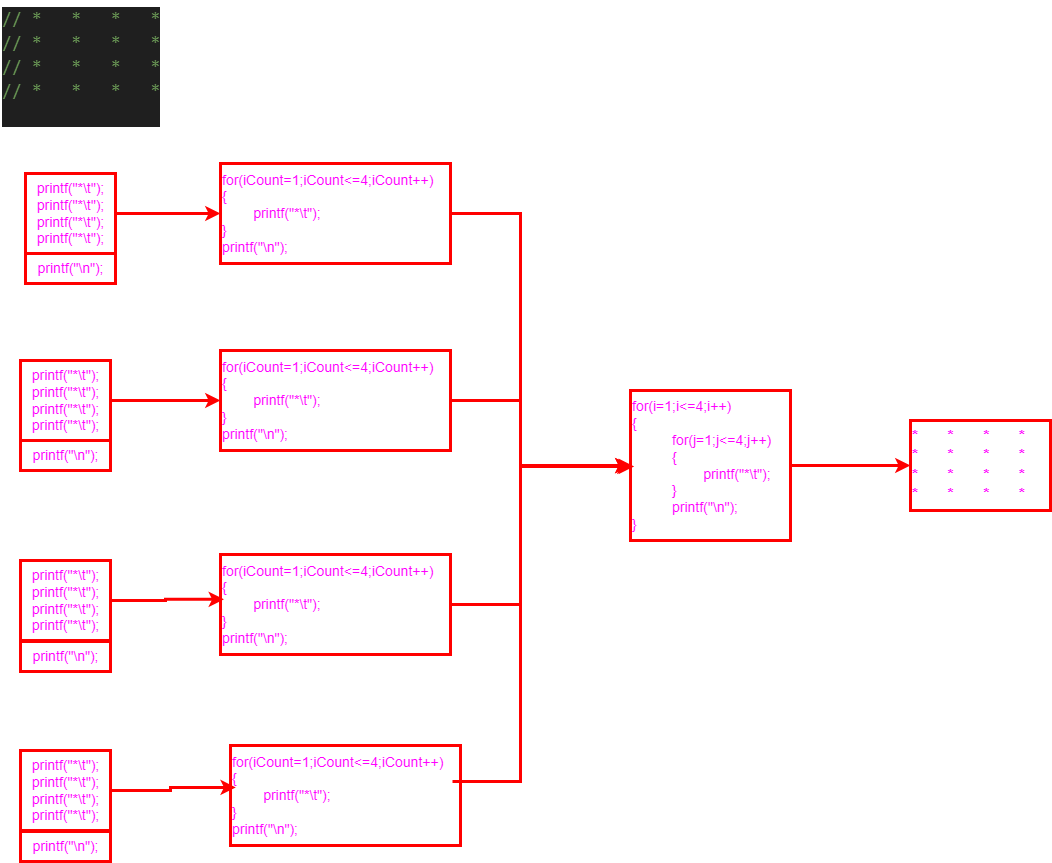 // *   *   *   *
// *   *   *   *
// *   *   *   *
// *   *   *   *
printf("*\t");
printf("*\t");
printf("*\t");
printf("*\t");
printf("\n");
for(iCount=1;iCount<=4;iCount++)
{
printf("*\t");
}
printf("\n");
printf("*\t");
printf("*\t");
printf("*\t");
printf("*\t");
printf("\n");
for(iCount=1;iCount<=4;iCount++)
{
printf("*\t");
}
printf("\n");
printf("*\t");
printf("*\t");
printf("*\t");
printf("*\t");
printf("\n");
for(iCount=1;iCount<=4;iCount++)
{
printf("*\t");
}
printf("\n");
printf("*\t");
printf("*\t");
printf("*\t");
printf("*\t");
printf("\n");
for(iCount=1;iCount<=4;iCount++)
{
printf("*\t");
}
printf("\n");
for(i=1;i<=4;i++)
{
for(j=1;j<=4;j++)
{
printf("*\t");
}
printf("\n");
}
*   *   *   *
*   *   *   *
*   *   *   *
*   *   *   *